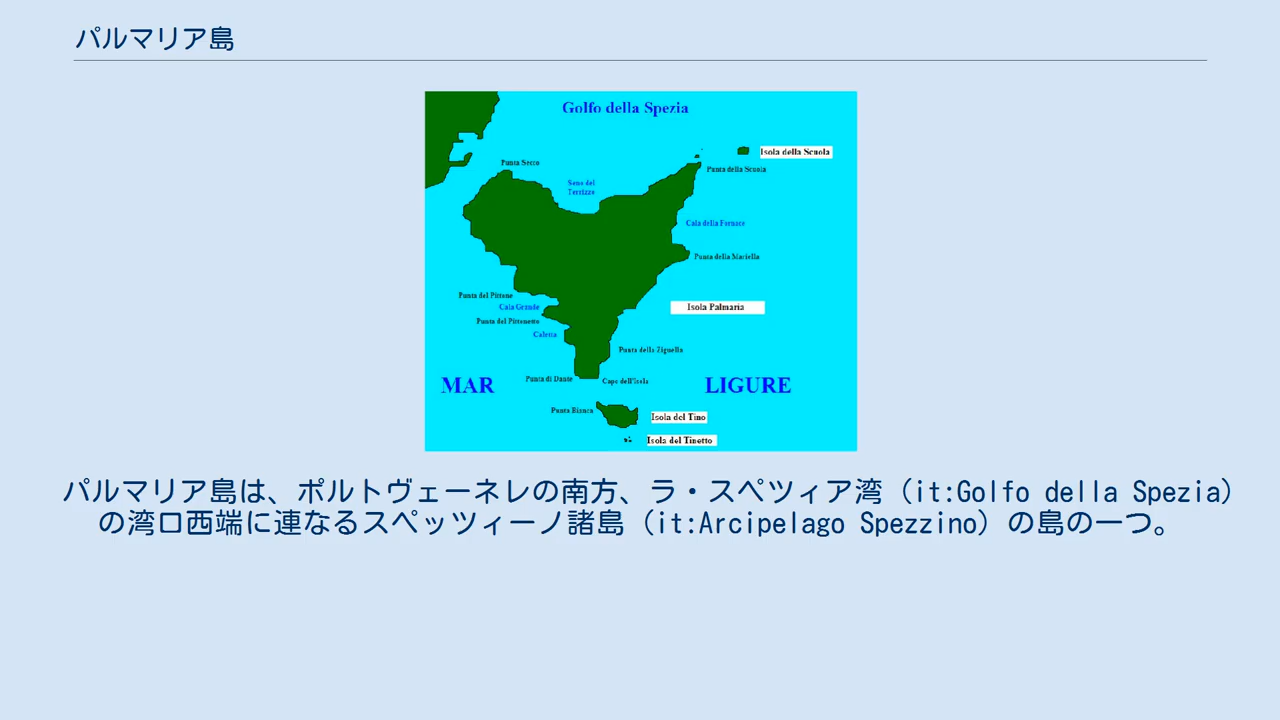 パルマリア島
Golfo della Spezia
Isola della Scuola
Punta Secco
Punta della Scuola
Seno del
Terrizzo
Cala della Fornace
Punta della Mariella
Punta del Pittone
Cala Grande
Isola Palmaria
Punta del Pittonetto
Caletta
Punta della Zignella
Punta di Dante
Capo dell'Isola
MAR
LIGURE
Punta Bianca
Isola del Tino
Isola del Tinetto
パルマリア島は、ポルトヴェーネレの南方、ラ・スペツィア湾（it:Golfo della Spezia）
の湾口西端に連なるスペッツィーノ諸島（it:Arcipelago Spezzino）の島の一つ。